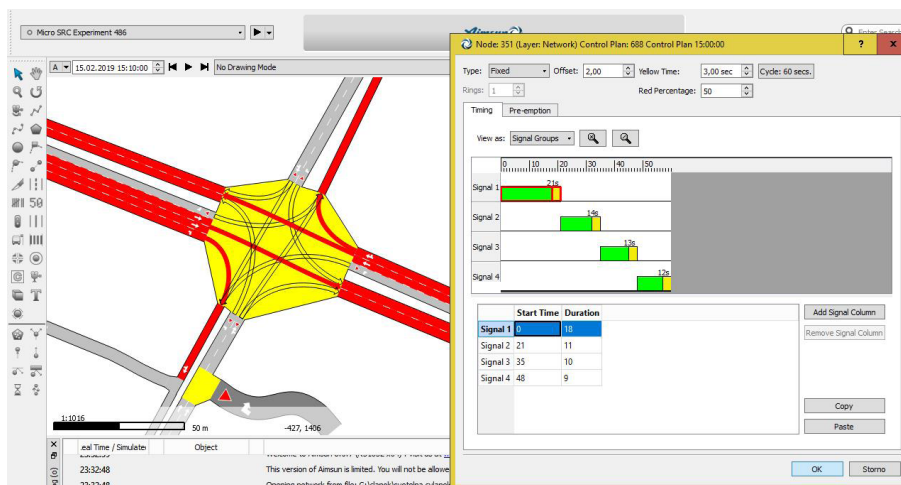 Micro SRC Experiment 486
Aimsun
Enter Search
Node: 351 (Layer: Network) Control Plan: 688 Control Plan 15:00:00
? x
A 15.02.2019 15:10:00 No Drawing Mode
Type: Fixed Offset: 2,00 Yellow Time: 3,00 sec Cycle: 60 secs.
Rings: 1 Red Percentage: 50
Timing Pre-emption
View as: Signal Groups
0 10 20 30 40 50
Signal 1 21s
Signal 2 14s
Signal 3 13s
Signal 4 12s
Start Time Duration
Signal 1 0 18
Signal 2 21 11
Signal 3 35 10
Signal 4 48 9
Add Signal Column
Remove Signal Column
Copy
Paste
OK Storno
50
1:1016
50 m
-427, 1406
eal Time / Simulate Object
23:32:48 This version of Aimsun is limited. You will not be allowe
Opening network from file: